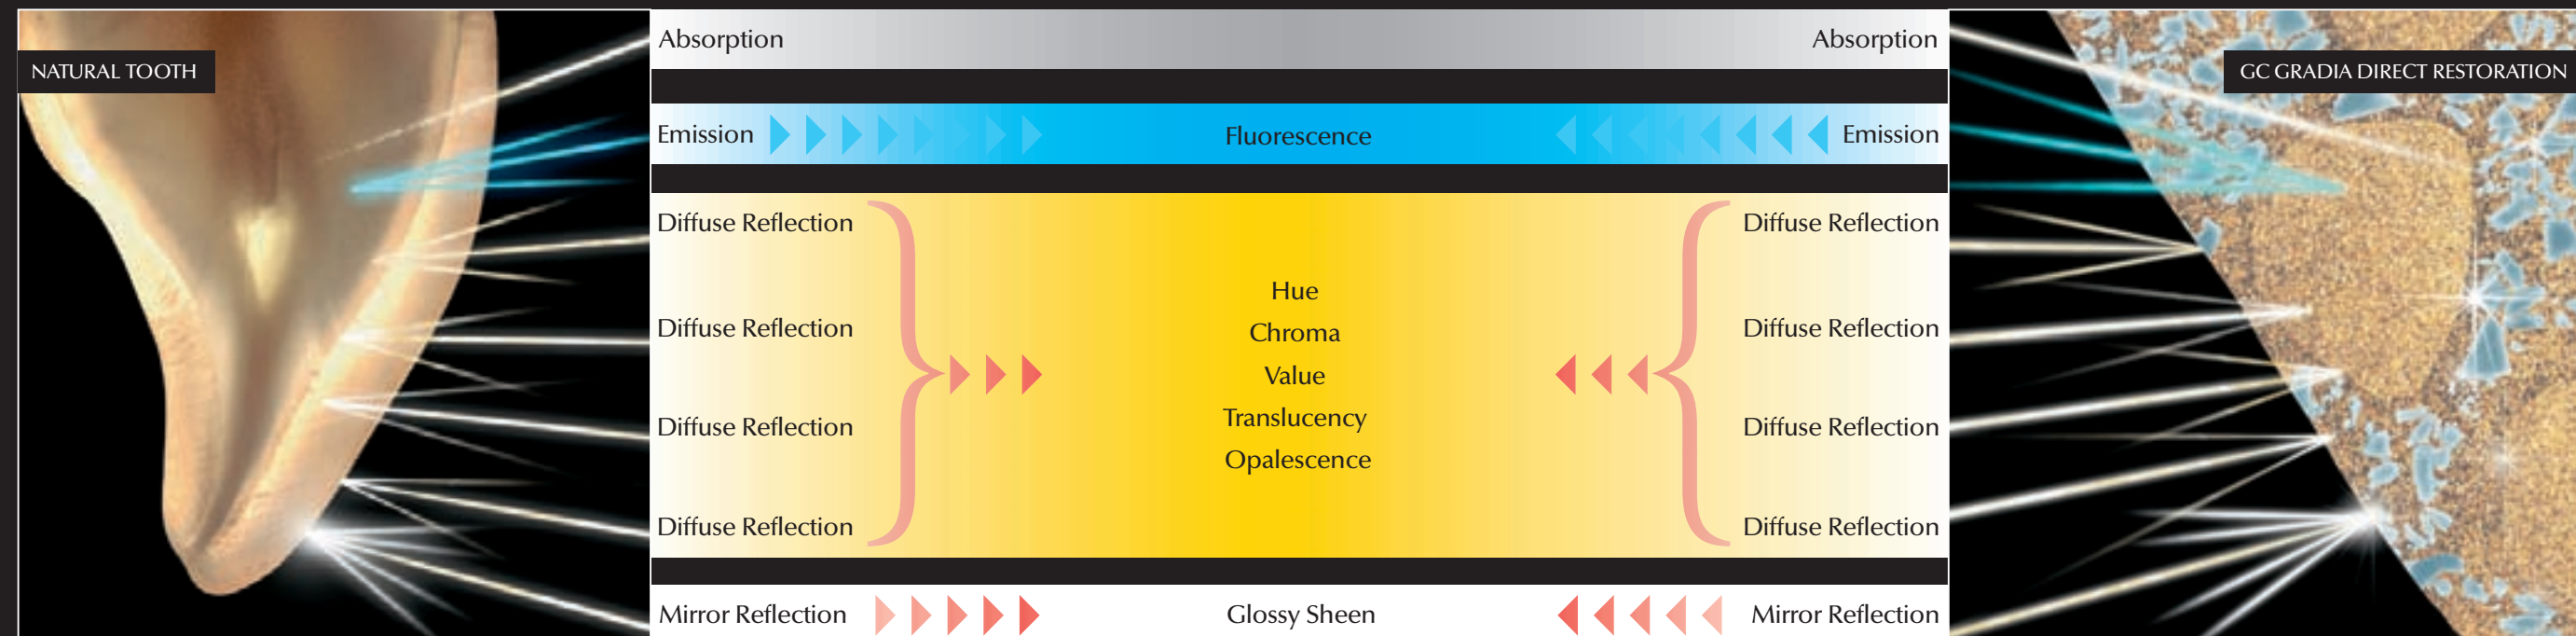 NATURAL TOOTH
Absorption Absorption
GC GRADIA DIRECT RESTORATION
Emission Fluorescence Emission
Diffuse Reflection Diffuse Reflection
Hue
Diffuse Reflection Chroma Diffuse Reflection
Value
Translucency
Diffuse Reflection Diffuse Reflection
Opalescence
Diffuse Reflection Diffuse Reflection
Mirror Reflection Glossy Sheen Mirror Reflection